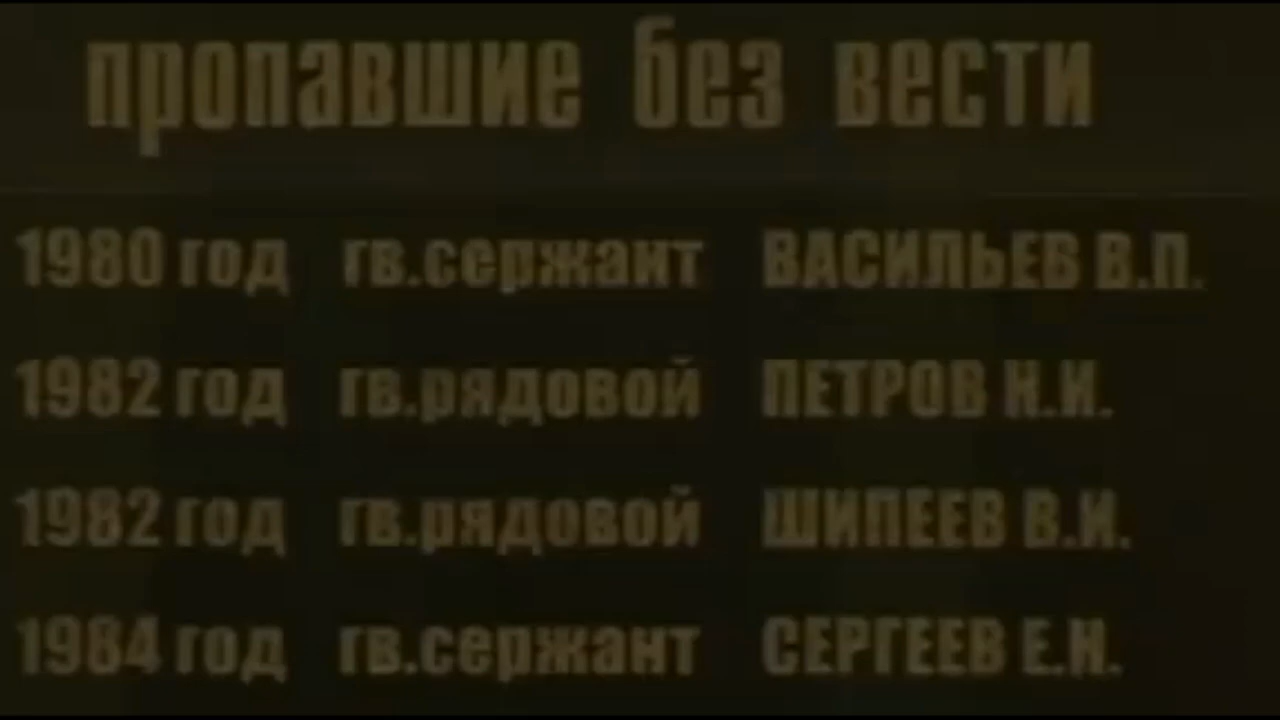 пропавшие без вести
1980 год гв.сержант ВАСИЛЬЕВ В.П.
1982 год гв.рядовой ПЕТРОВ Н.И.
1982 год гв.рядовой ШИПЕЕВ В.И.
1984 год гв.сержант СЕРГЕЕВ Е.Н.